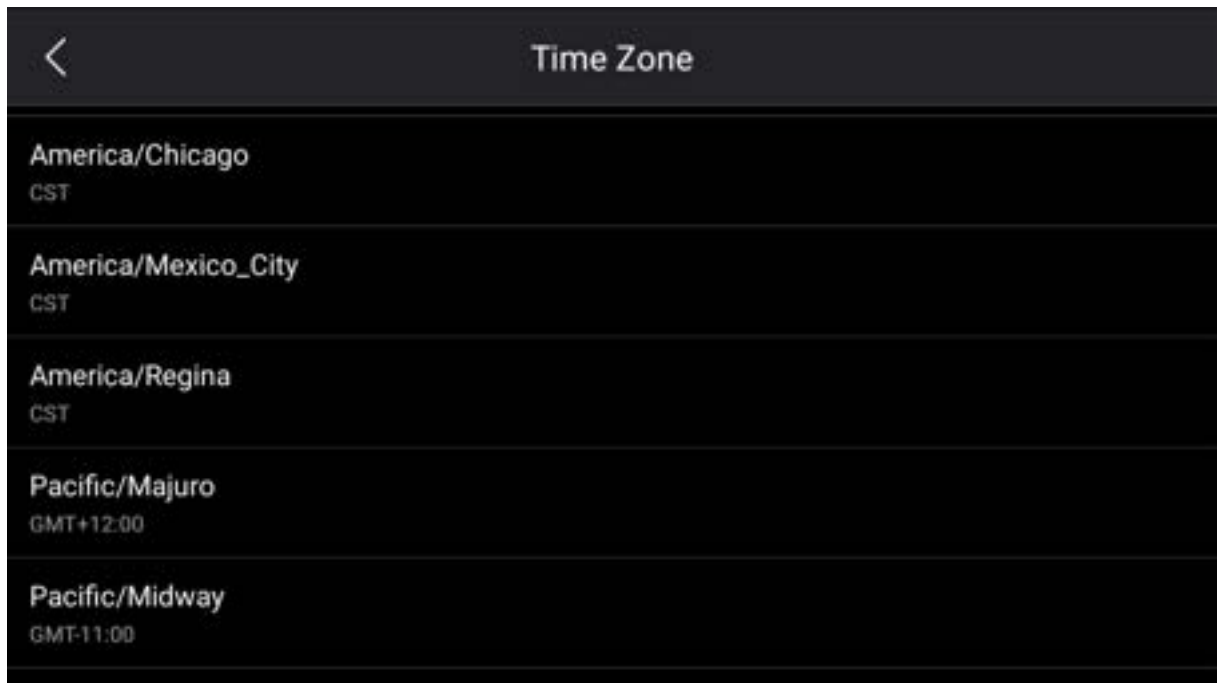 Time Zone
America/Chicago
CST
America/Mexico_City
CST
America/Regina
CST
Pacific/Majuro
GMT+12:00
Pacific/Midway
GMT-11:00